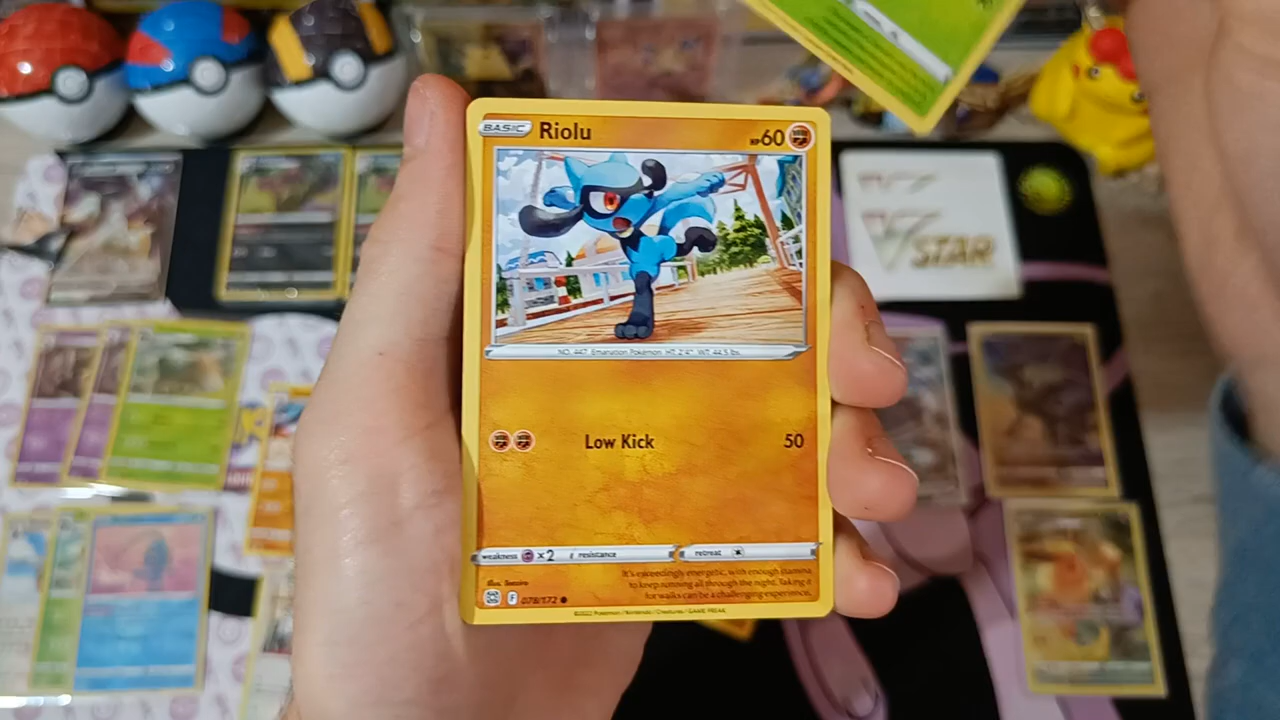 BASIC Riolu HP60
NO. 447 Emanation Pokémon HT. 2'4" WT. 44.5 lbs.
Low Kick 50
weakness ×2 resistance retreat
It's exceedingly energetic, with enough stamina
to keep running all through the night. Taking it
for walks can be a challenging experience.
Illus.
F 078/172
©2022 Pokémon / Nintendo / Creatures / GAME FREAK
V STAR